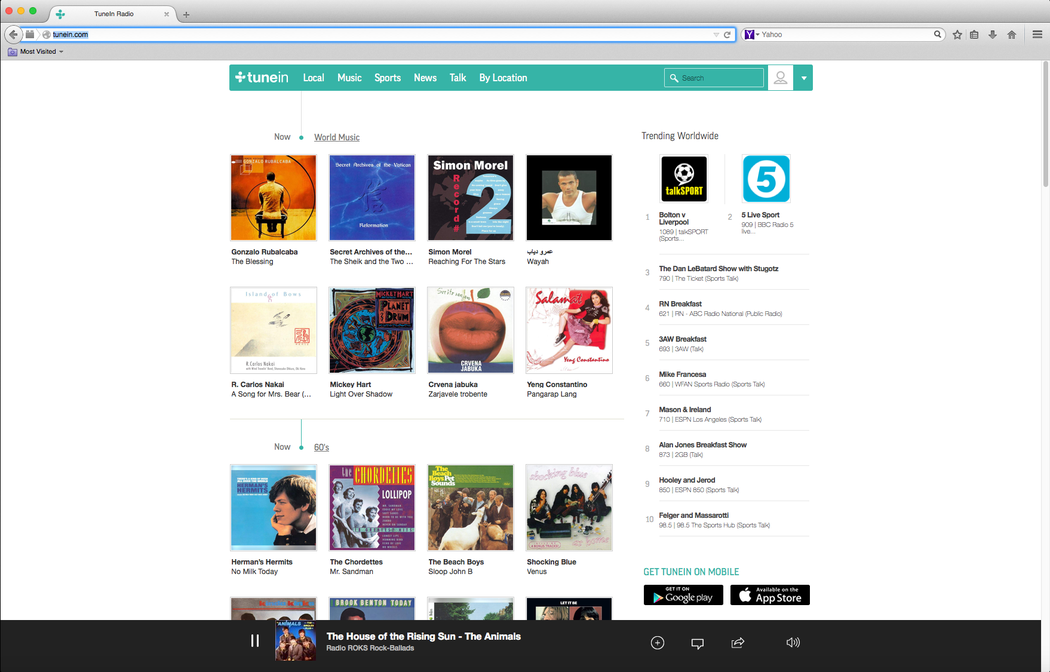 TuneIn Radio
tunein.com
Yahoo
Most Visited
tunein
Local Music Sports News Talk By Location
Search
Now World Music
GONZALO RUBALCABA
Secret Archives of the Vatican
Reformation
Simon Morel
Record#
2
Gonzalo Rubalcaba
The Blessing
Secret Archives of the...
The Sheik and the Two ...
Simon Morel
Reaching For The Stars
عمرو دياب
Wayah
Island of Bows
R. Carlos Nakai
MICKEY HART
PLANET DRUM
CRVENA
JABUKA
Salamat
Yeng Constantino
R. Carlos Nakai
A Song for Mrs. Bear (...
Mickey Hart
Light Over Shadow
Crvena jabuka
Zarjavele trobente
Yeng Constantino
Pangarap Lang
Now 60's
HERMAN'S
HERMITS
the CHORDETTES
LOLLIPOP
The Beach
Boys Pet
Sounds
shocking blue
Herman's Hermits
No Milk Today
The Chordettes
Mr. Sandman
The Beach Boys
Sloop John B
Shocking Blue
Venus
BROOK BENTON TODAY
LET IT BE
Trending Worldwide
talkSPORT
5
1 Bolton v
Liverpool
1089 | talkSPORT
(Sports...
2 5 Live Sport
909 | BBC Radio 5
live...
3 The Dan LeBatard Show with Stugotz
790 | The Ticket (Sports Talk)
4 RN Breakfast
621 | RN - ABC Radio National (Public Radio)
5 3AW Breakfast
693 | 3AW (Talk)
6 Mike Francesa
660 | WFAN Sports Radio (Sports Talk)
7 Mason & Ireland
710 | ESPN Los Angeles (Sports Talk)
8 Alan Jones Breakfast Show
873 | 2GB (Talk)
9 Hooley and Jerod
850 | ESPN 850 (Sports Talk)
10 Felger and Massarotti
98.5 | 98.5 The Sports Hub (Sports Talk)
GET TUNEIN ON MOBILE
GET IT ON
Google play
Available on the
App Store
ANIMALS
The House of the Rising Sun - The Animals
Radio ROKS Rock-Ballads